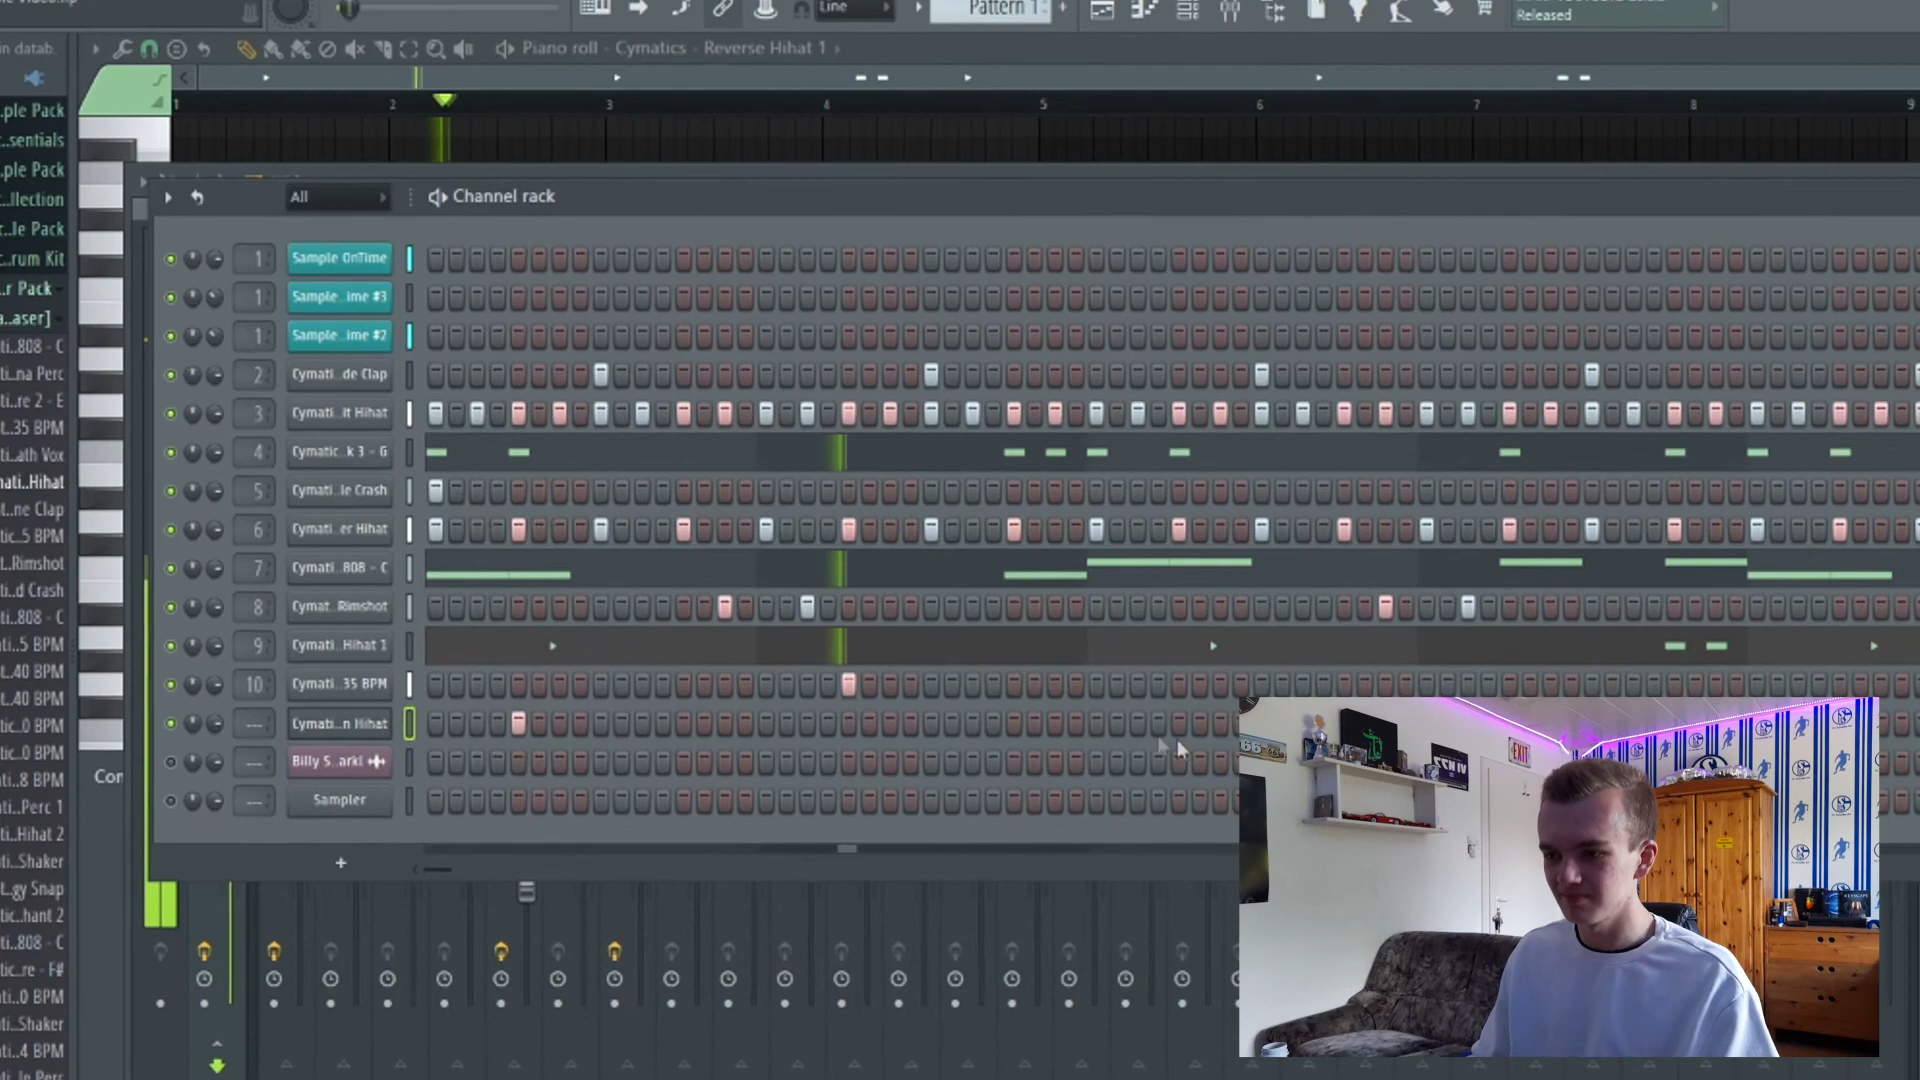 Line
Pattern 1
+
Released
in datab..
Piano roll - Cymatics - Reverse Hihat 1
1 2 3 4 5 6 7 8 9
..ple Pack
..sentials
..ple Pack
..llection
..le Pack
..rum Kit
..r Pack
a..aser]
ti..808 - C
ti..na Perc
ti..re 2 - E
t..35 BPM
ti..ath Vox
mati..Hihat
..ne Clap
tic..5 BPM
t..Rimshot
..d Crash
ti..808 - C
ti..5 BPM
t..40 BPM
t..40 BPM
tic..0 BPM
tic..0 BPM
ti..8 BPM
ti..Perc 1
..Hihat 2
ti..Shaker
t..gy Snap
tic..hant 2
ti..808 - C
tic..re - F#
tic..0 BPM
ti..Shaker
ti..4 BPM
Con
All
Channel rack
1 Sample OnTime
1 Sample..ime #3
1 Sample..ime #2
2 Cymati..de Clap
3 Cymati..it Hihat
4 Cymatic..k 3 - G
5 Cymati..le Crash
6 Cymati..er Hihat
7 Cymati..808 - C
8 Cymat..Rimshot
9 Cymati..Hihat 1
10 Cymati..35 BPM
--- Cymati..n Hihat
--- Billy S..arkl
--- Sampler
+
66
EXIT